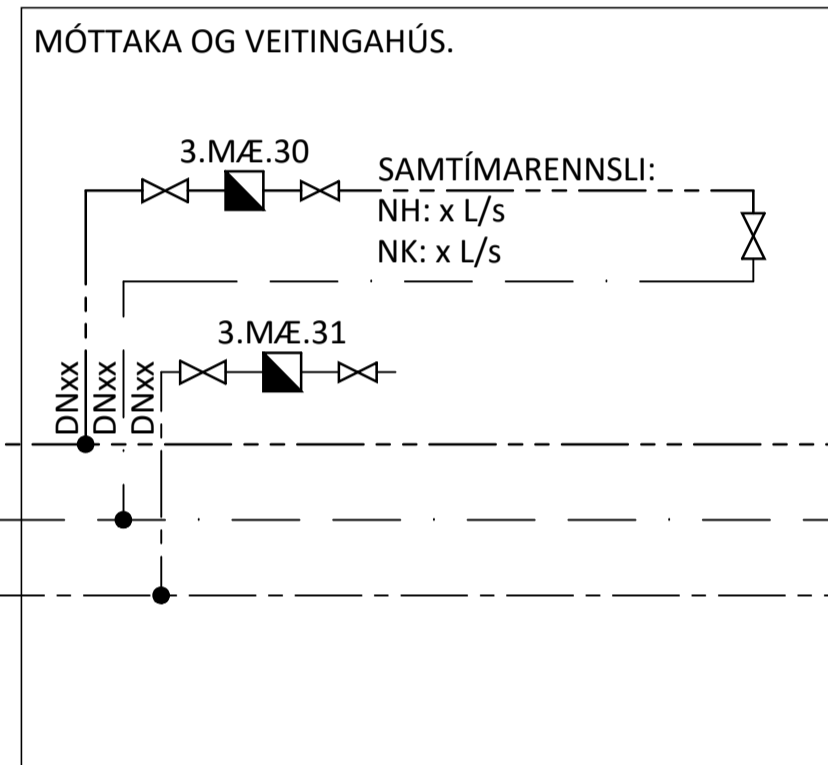 MÓTTAKA OG VEITINGAHÚS.
3.MÆ.30
SAMTÍMARENNSLI:
NH: x L/s
NK: x L/s
3.MÆ.31
DNxx
DNxx
DNxx